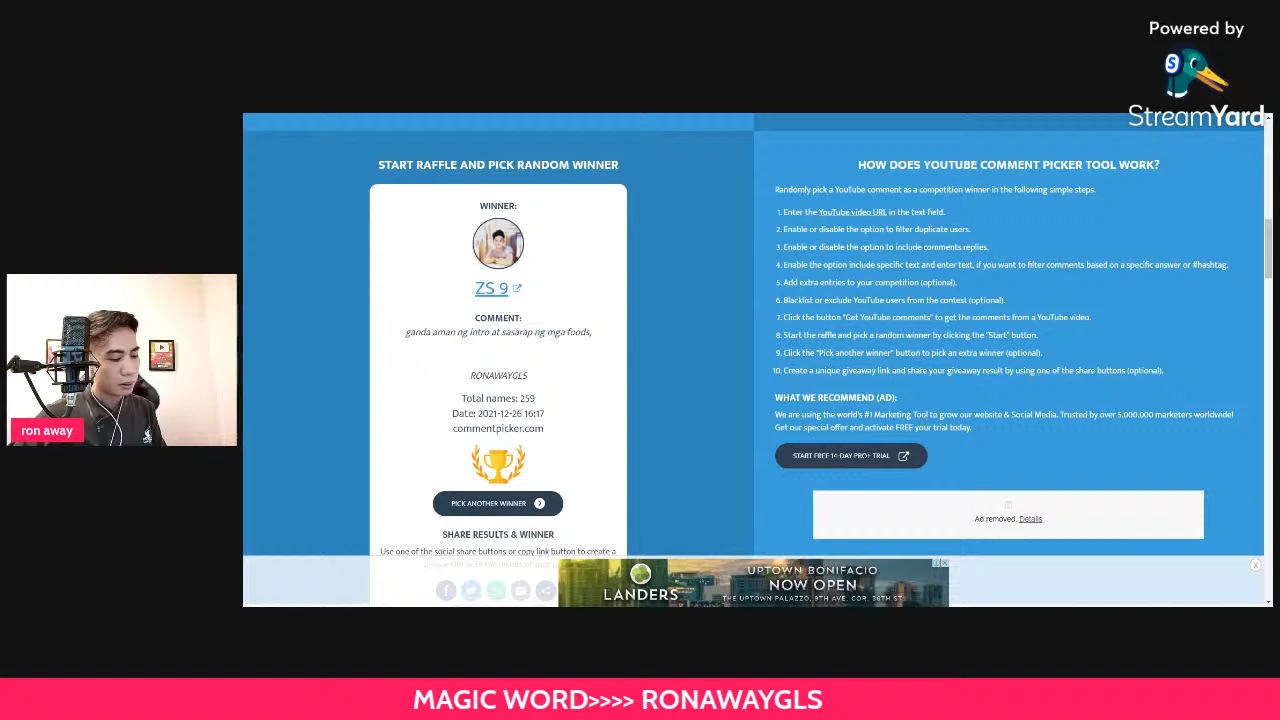 Powered by
StreamYard
START RAFFLE AND PICK RANDOM WINNER
WINNER:
ZS 9
COMMENT:
ganda aman ng intro at sasarap ng mga foods,
RONAWAYGLS
Total names: 259
Date: 2021-12-26 16:17
commentpicker.com
PICK ANOTHER WINNER
SHARE RESULTS & WINNER
Use one of the social share buttons or copy link button to create a
HOW DOES YOUTUBE COMMENT PICKER TOOL WORK?
Randomly pick a YouTube comment as a competition winner in the following simple steps.
1. Enter the YouTube video URL in the text field.
2. Enable or disable the option to filter duplicate users.
3. Enable or disable the option to include comments replies.
4. Enable the option include specific text and enter text, if you want to filter comments based on a specific answer or #hashtag.
5. Add extra entries to your competition (optional).
6. Blacklist or exclude YouTube users from the contest (optional).
7. Click the button "Get YouTube comments" to get the comments from a YouTube video.
8. Start the raffle and pick a random winner by clicking the "Start" button.
9. Click the "Pick another winner" button to pick an extra winner (optional).
10. Create a unique giveaway link and share your giveaway result by using one of the share buttons (optional).
WHAT WE RECOMMEND (AD):
We are using the world's #1 Marketing Tool to grow our website & Social Media. Trusted by over 5.000.000 marketers worldwide!
Get our special offer and activate FREE your trial today.
START FREE 14-DAY PRO+ TRIAL
Ad removed. Details
LANDERS
UPTOWN BONIFACIO
NOW OPEN
THE UPTOWN PALAZZO, 9TH AVE. COR. 36TH ST
ron away
MAGIC WORD>>>> RONAWAYGLS